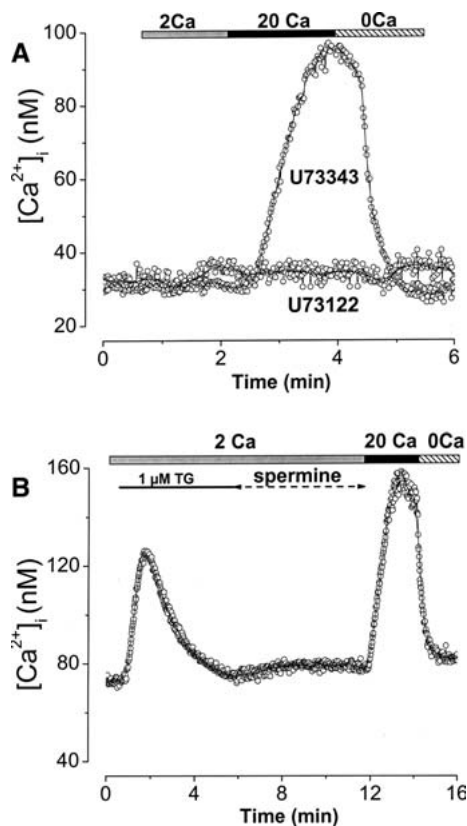 A
2Ca 20 Ca 0Ca
100
80
60
40
20
[Ca²⁺]ᵢ (nM)
U73343
U73122
0 2 4 6
Time (min)
B
2 Ca 20 Ca 0Ca
1 µM TG spermine
160
120
80
40
[Ca²⁺]ᵢ (nM)
0 4 8 12 16
Time (min)